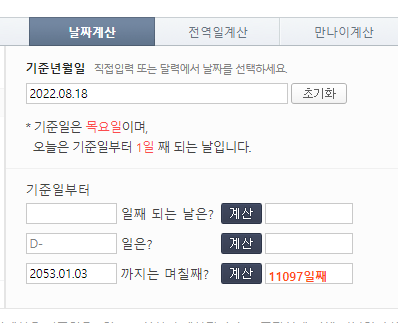 날짜계산 전역일계산 만나이계산
기준년월일 직접입력 또는 달력에서 날짜를 선택하세요.
2022.08.18 초기화
* 기준일은 목요일이며,
오늘은 기준일부터 1일 째 되는 날입니다.
기준일부터
일째 되는 날은? 계산
D- 일은? 계산
2053.01.03 까지는 며칠째? 계산 11097일째